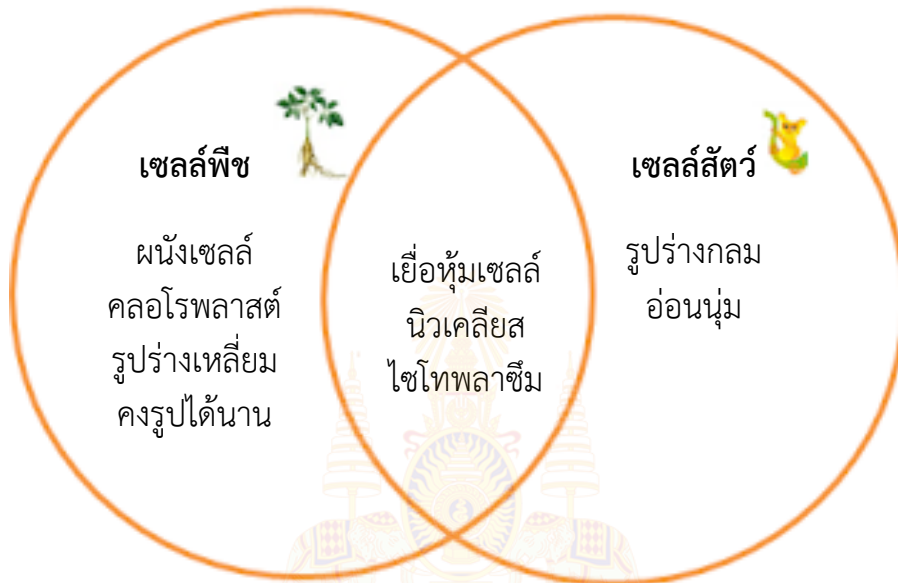 เซลล์พืช
ผนังเซลล์
คลอโรพลาสต์
รูปร่างเหลี่ยม
คงรูปได้นาน
เยื่อหุ้มเซลล์
นิวเคลียส
ไซโทพลาซึม
เซลล์สัตว์
รูปร่างกลม
อ่อนนุ่ม